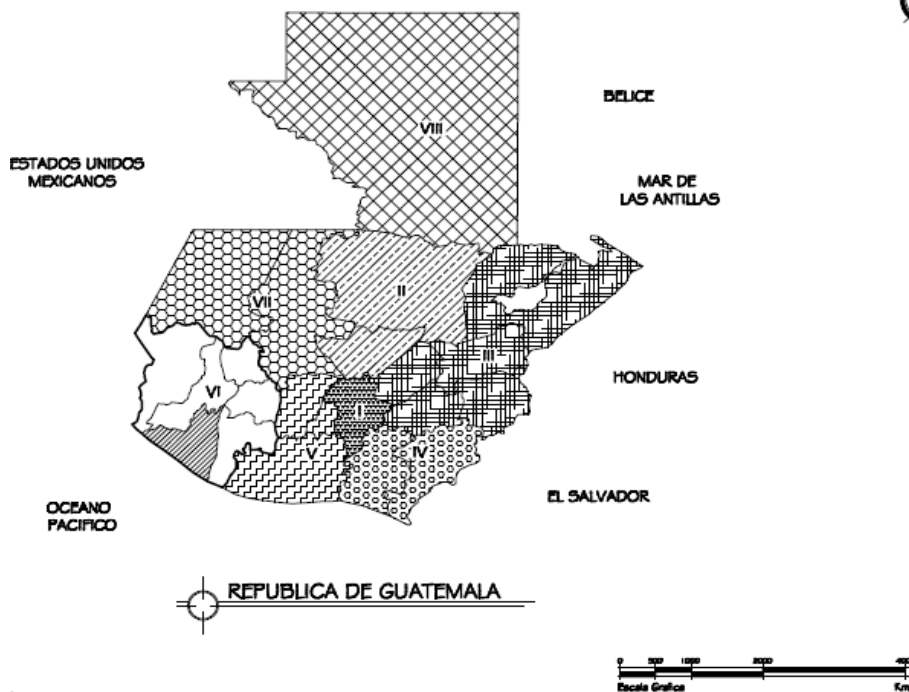 BELICE
VIII
ESTADOS UNIDOS
MEXICANOS
MAR DE
LAS ANTILLAS
II
VII
III
HONDURAS
VI
I
V
IV
EL SALVADOR
OCEANO
PACIFICO
REPUBLICA DE GUATEMALA
0 500 1000 2000 400
Escala Grafica Km